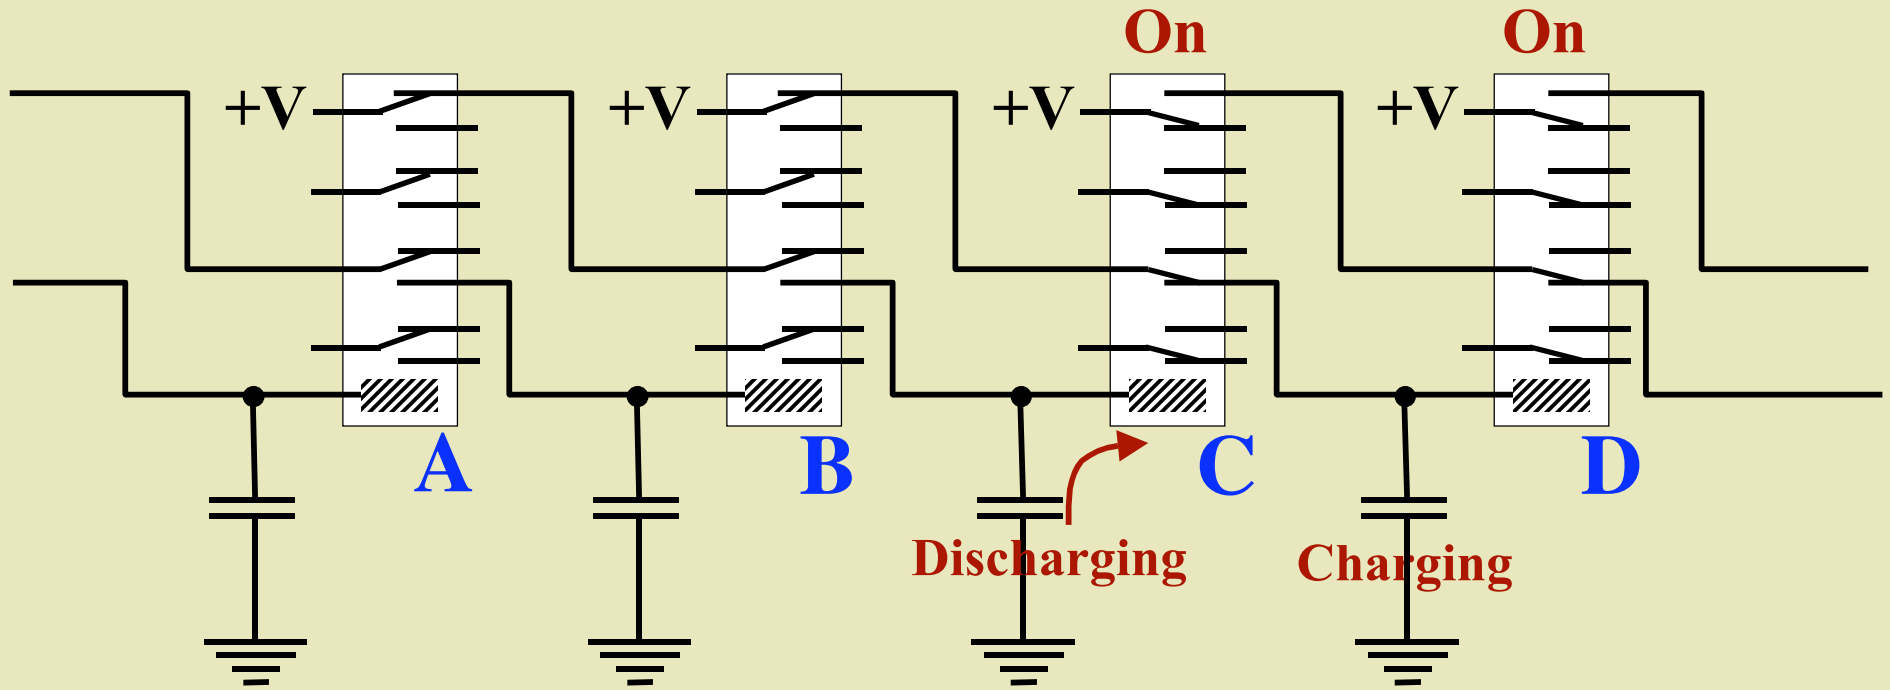 On On
+V +V +V +V
A B C D
Discharging Charging